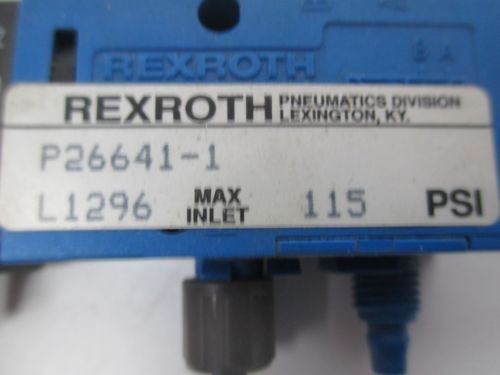 B A
B A
REXROTH
REXROTH PNEUMATICS DIVISION
LEXINGTON, KY.
P26641-1
L1296 MAX INLET 115 PSI